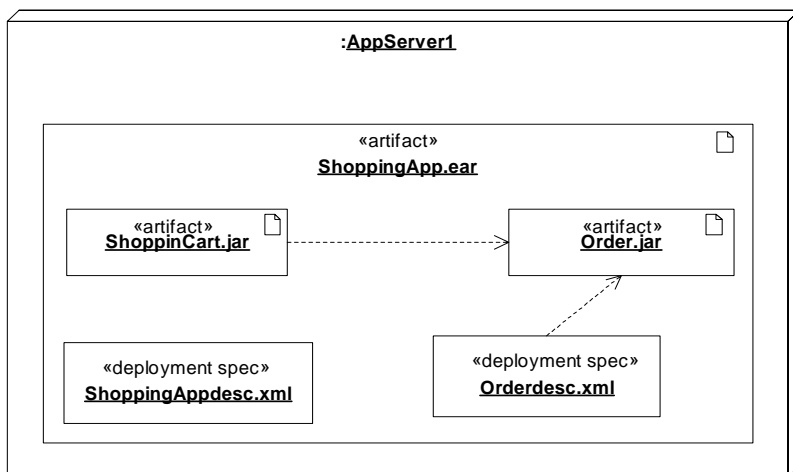 :AppServer1
«artifact»
ShoppingApp.ear
«artifact»
ShoppinCart.jar
«artifact»
Order.jar
«deployment spec»
ShoppingAppdesc.xml
«deployment spec»
Orderdesc.xml